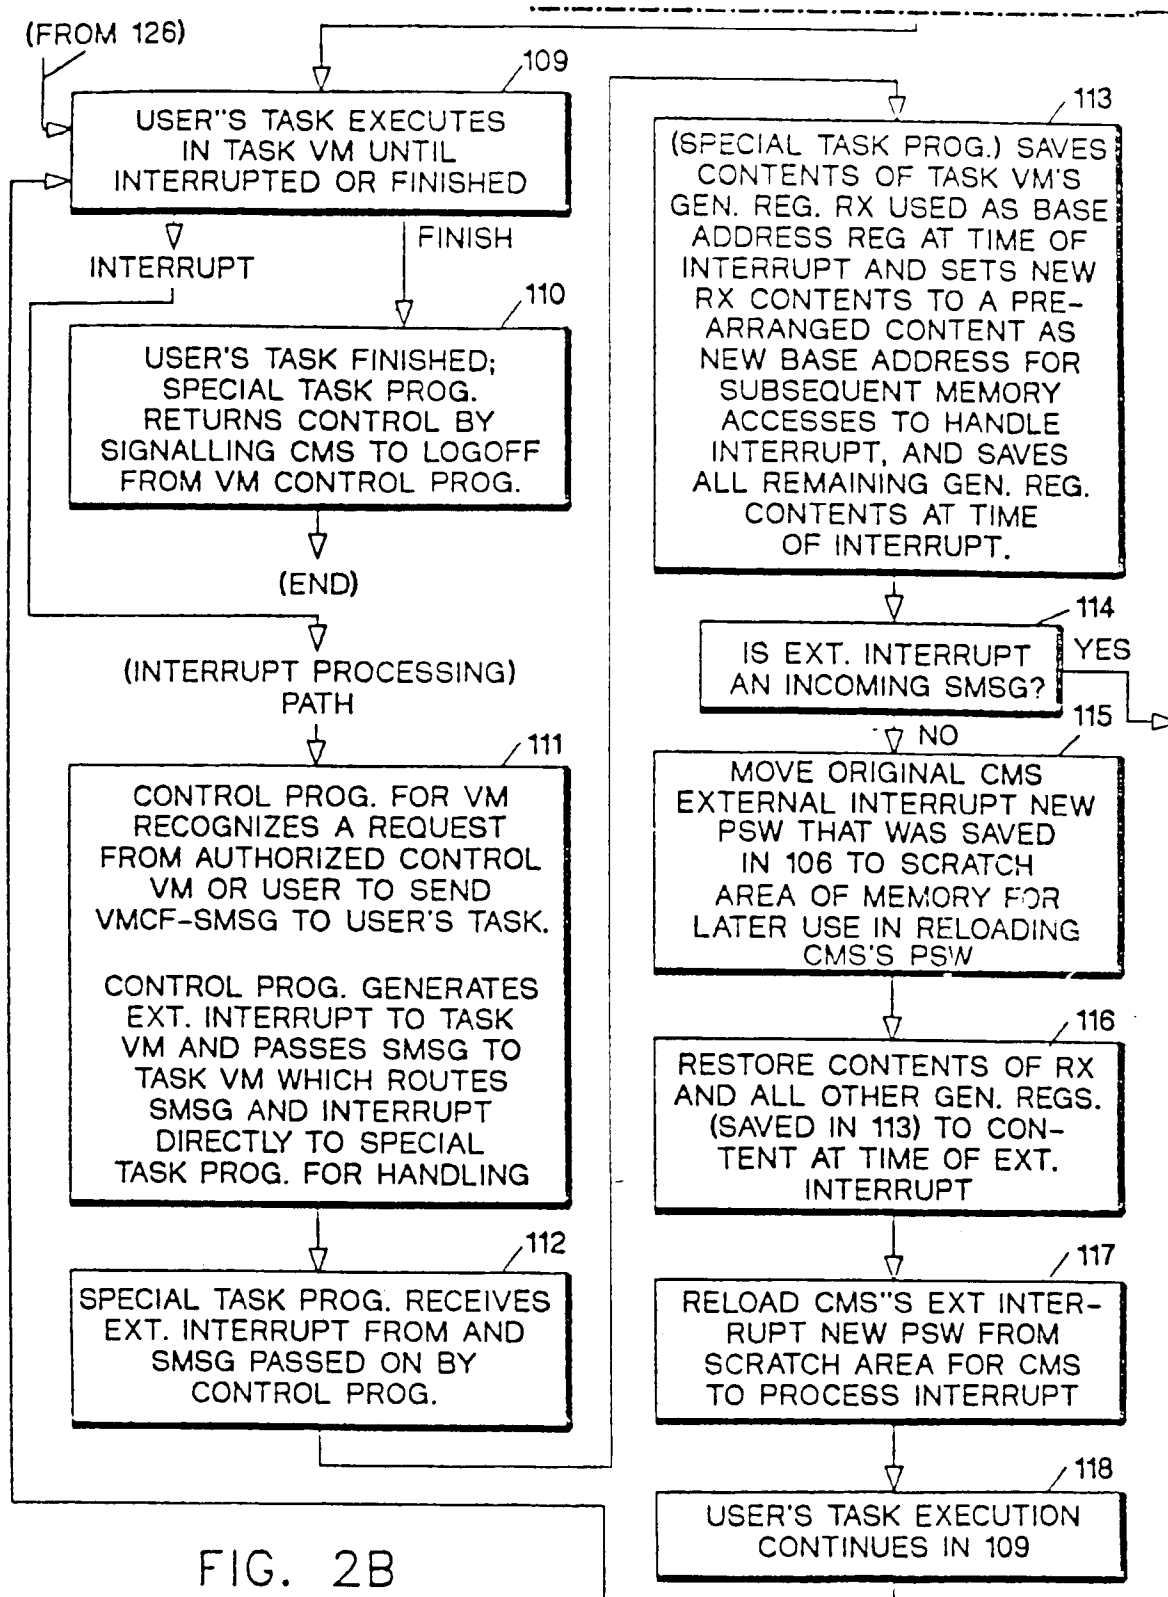 (FROM 126)
109
USER"S TASK EXECUTES
IN TASK VM UNTIL
INTERRUPTED OR FINISHED
INTERRUPT
FINISH
110
USER'S TASK FINISHED;
SPECIAL TASK PROG.
RETURNS CONTROL BY
SIGNALLING CMS TO LOGOFF
FROM VM CONTROL PROG.
(END)
(INTERRUPT PROCESSING)
PATH
111
CONTROL PROG. FOR VM
RECOGNIZES A REQUEST
FROM AUTHORIZED CONTROL
VM OR USER TO SEND
VMCF-SMSG TO USER'S TASK.
CONTROL PROG. GENERATES
EXT. INTERRUPT TO TASK
VM AND PASSES SMSG TO
TASK VM WHICH ROUTES
SMSG AND INTERRUPT
DIRECTLY TO SPECIAL
TASK PROG. FOR HANDLING
112
SPECIAL TASK PROG. RECEIVES
EXT. INTERRUPT FROM AND
SMSG PASSED ON BY
CONTROL PROG.
113
(SPECIAL TASK PROG.) SAVES
CONTENTS OF TASK VM'S
GEN. REG. RX USED AS BASE
ADDRESS REG AT TIME OF
INTERRUPT AND SETS NEW
RX CONTENTS TO A PRE-
ARRANGED CONTENT AS
NEW BASE ADDRESS FOR
SUBSEQUENT MEMORY
ACCESSES TO HANDLE
INTERRUPT, AND SAVES
ALL REMAINING GEN. REG.
CONTENTS AT TIME
OF INTERRUPT.
114
IS EXT. INTERRUPT
AN INCOMING SMSG?
YES
NO
115
MOVE ORIGINAL CMS
EXTERNAL INTERRUPT NEW
PSW THAT WAS SAVED
IN 106 TO SCRATCH
AREA OF MEMORY FOR
LATER USE IN RELOADING
CMS'S PSW
116
RESTORE CONTENTS OF RX
AND ALL OTHER GEN. REGS.
(SAVED IN 113) TO CON-
TENT AT TIME OF EXT.
INTERRUPT
117
RELOAD CMS"S EXT INTER-
RUPT NEW PSW FROM
SCRATCH AREA FOR CMS
TO PROCESS INTERRUPT
118
USER'S TASK EXECUTION
CONTINUES IN 109
FIG. 2B